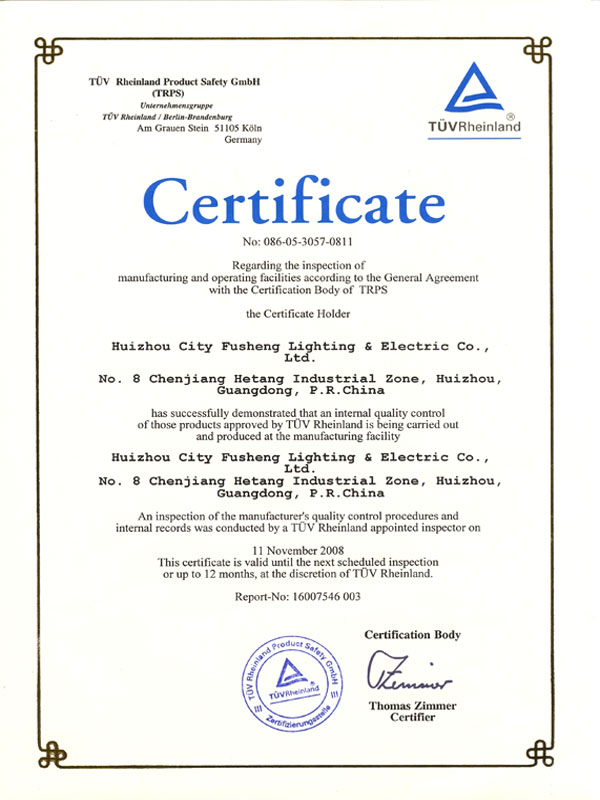 TÜV Rheinland Product Safety GmbH
(TRPS)
Unternehmensgruppe
TÜV Rheinland / Berlin-Brandenburg
Am Grauen Stein 51105 Köln
Germany
®
TÜVRheinland
Certificate
No: 086-05-3057-0811
Regarding the inspection of
manufacturing and operating facilities according to the General Agreement
with the Certification Body of TRPS
the Certificate Holder
Huizhou City Fusheng Lighting & Electric Co.,
Ltd.
No. 8 Chenjiang Hetang Industrial Zone, Huizhou,
Guangdong, P.R.China
has successfully demonstrated that an internal quality control
of those products approved by TÜV Rheinland is being carried out
and produced at the manufacturing facility
Huizhou City Fusheng Lighting & Electric Co.,
Ltd.
No. 8 Chenjiang Hetang Industrial Zone, Huizhou,
Guangdong, P.R.China
An inspection of the manufacturer's quality control procedures and
internal records was conducted by a TÜV Rheinland appointed inspector on
11 November 2008
This certificate is valid until the next scheduled inspection
or up to 12 months, at the discretion of TÜV Rheinland.
Report-No: 16007546 003
Certification Body
TÜV Rheinland Product Safety GmbH
®
TÜVRheinland
III III
Zertifizierungsstelle
Zimmer
Thomas Zimmer
Certifier